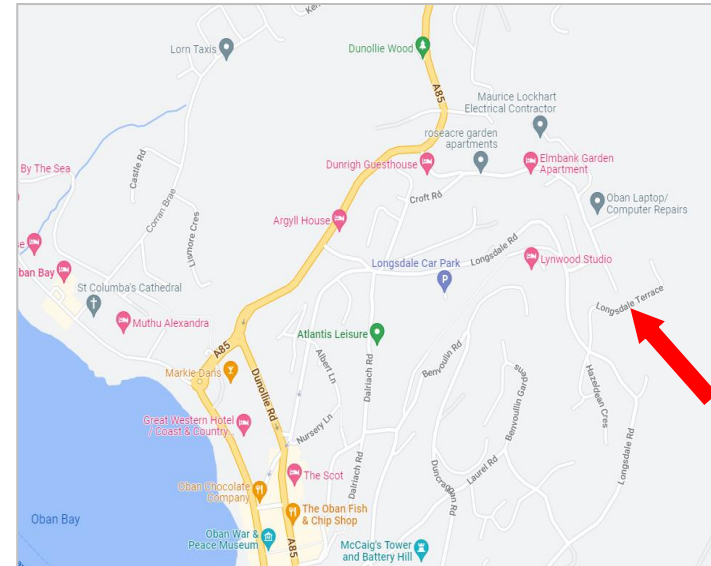 Ken
Lorn Taxis
Dunollie Wood
A85
Maurice Lockhart
Electrical Contractor
roseacre garden
apartments
By The Sea
Castle Rd
Dunrigh Guesthouse
Elmbank Garden
Apartment
Croft Rd
Oban Laptop/
Computer Repairs
Corran Brae
Lismore Cres
Argyll House
Longsdale Rd
Longsdale Car Park
P
Lynwood Studio
ban Bay
St Columba's Cathedral
Longsdale Terrace
Muthu Alexandra
Atlantis Leisure
A85
Albert Ln
Dalriach Rd
Benvoulin Rd
Markie Dans
Dunollie Rd
Benvoullin Gardens
Hazeldean Cres
Great Western Hotel
/ Coast & Country...
Nursery Ln
Longsdale Rd
Dalriach Rd
The Scot
Laurel Rd
Duncraggan Rd
Oban Chocolate
Company
The Oban Fish
& Chip Shop
Oban Bay
Oban War &
Peace Museum
A85
McCaig's Tower
and Battery Hill